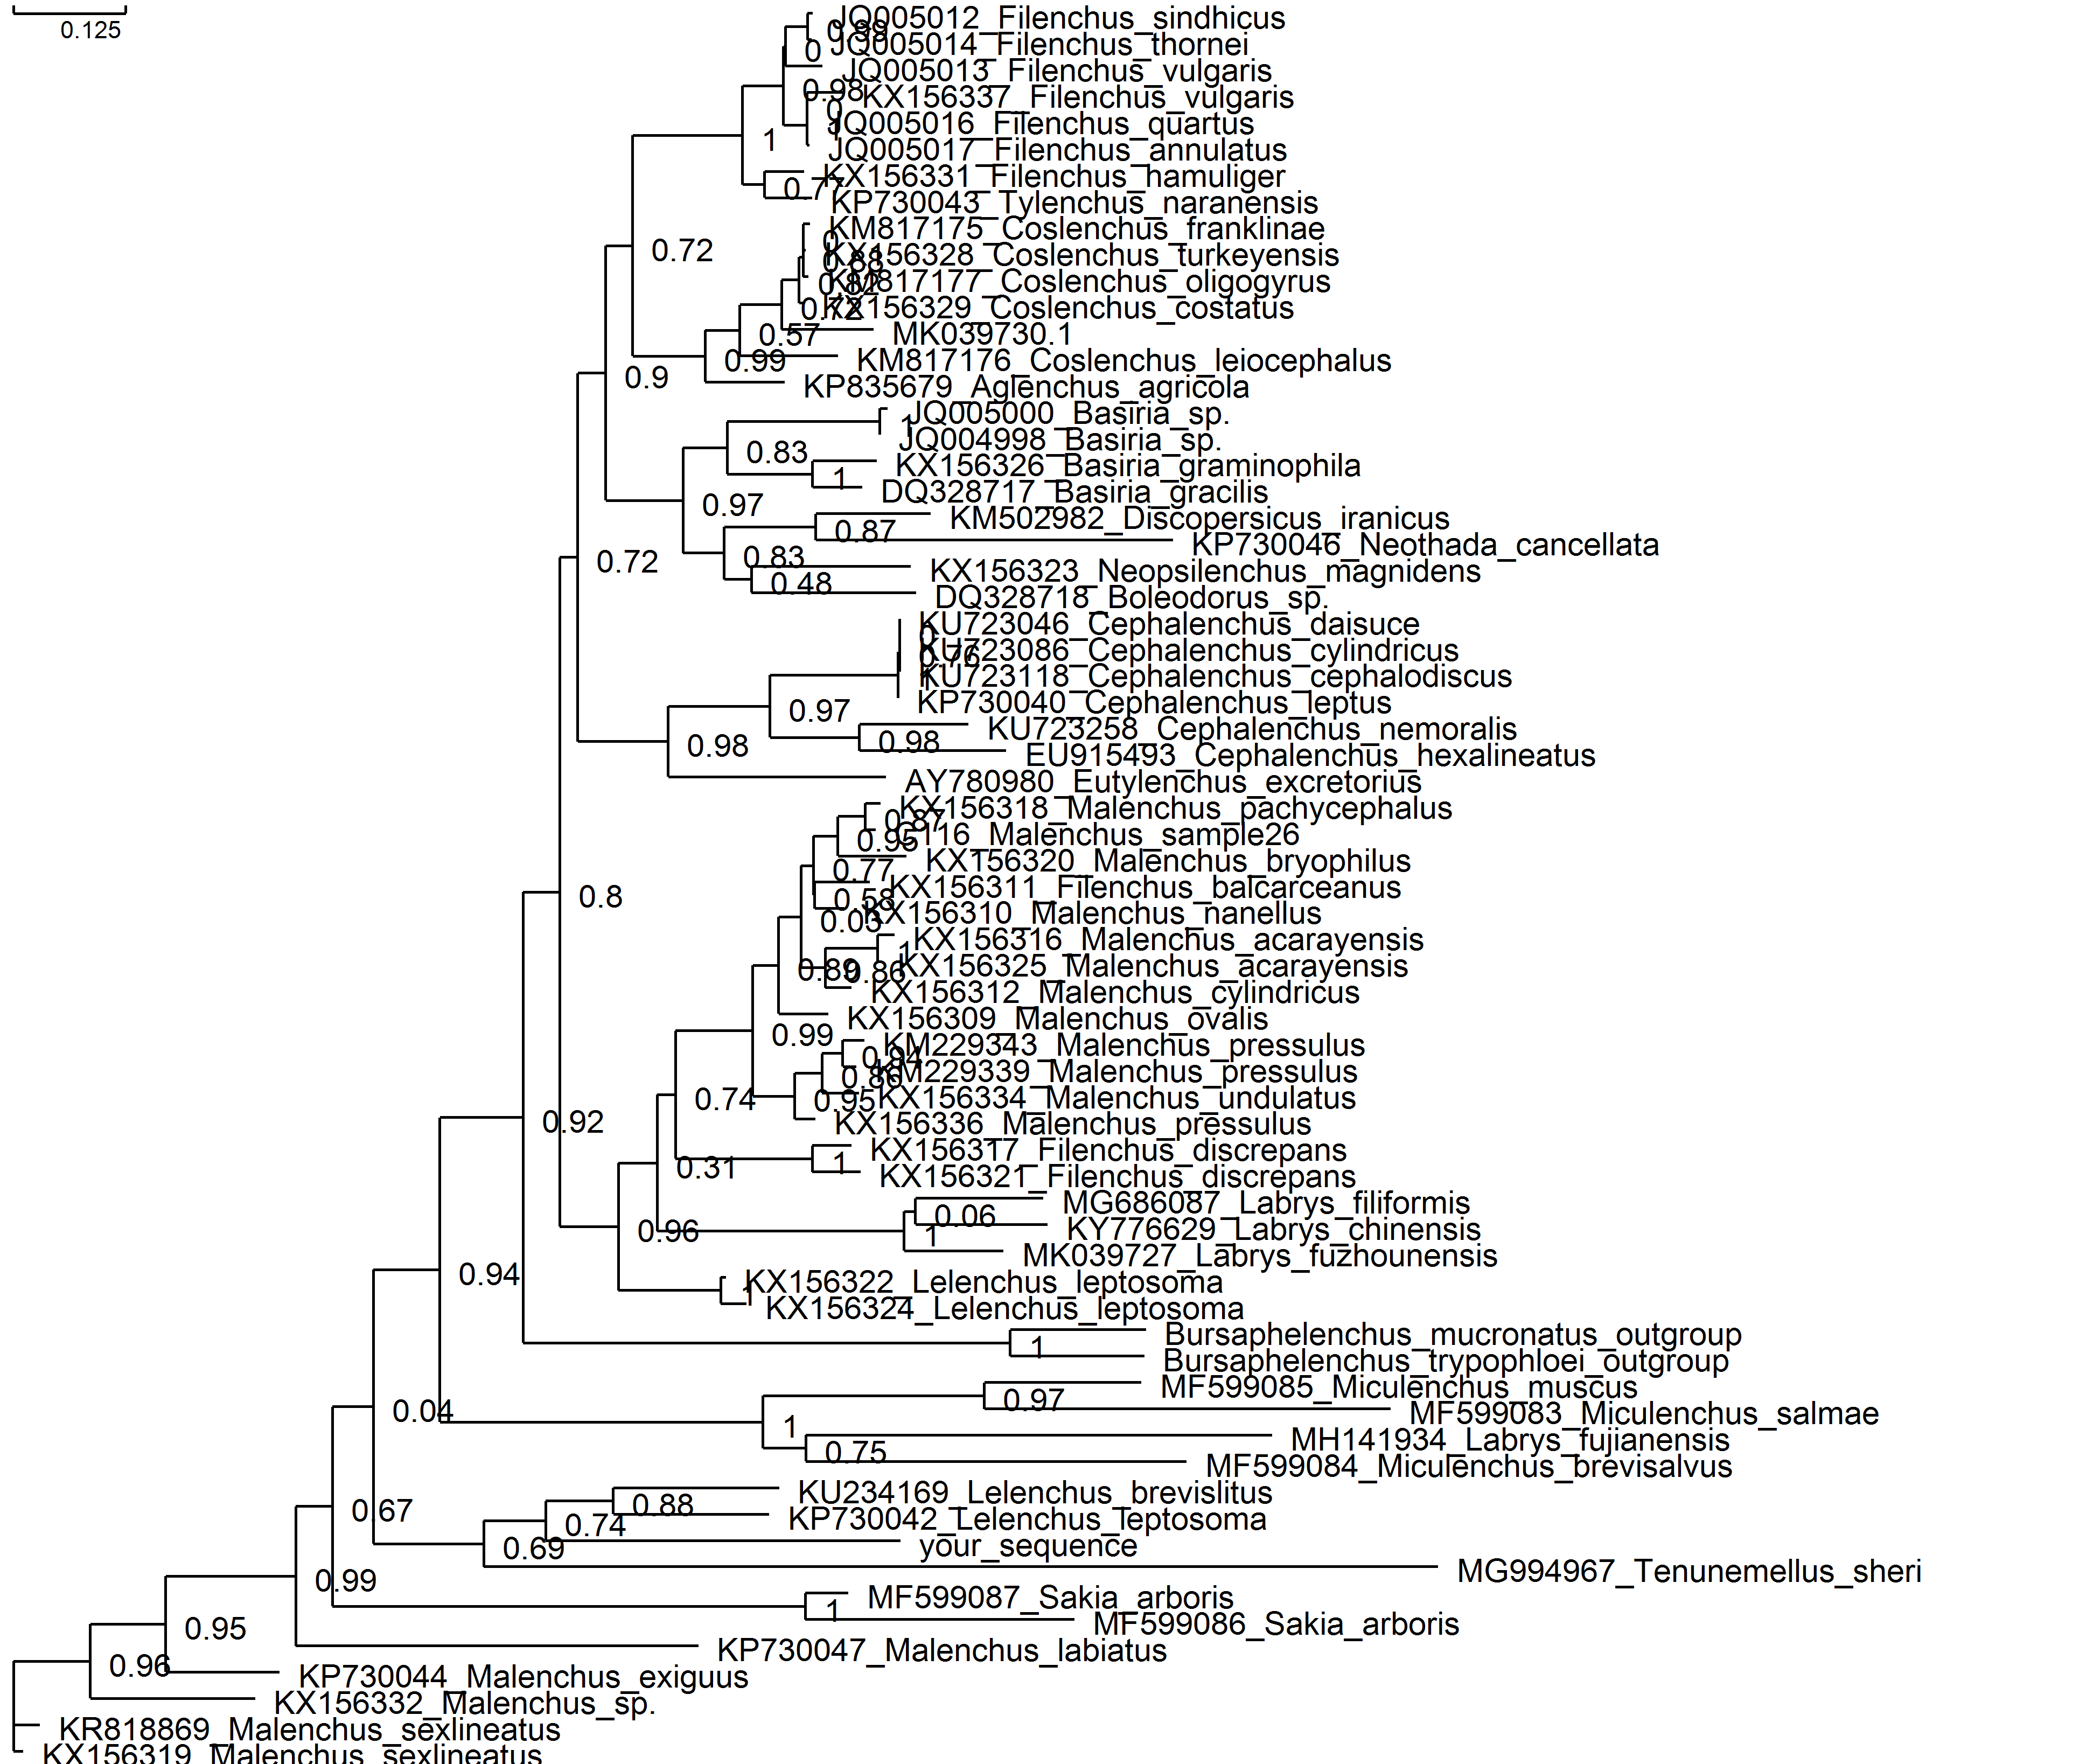 0.125
JQ005012_Filenchus_sindhicus
0.99
JQ005014_Filenchus_thornei
0
JQ005013_Filenchus_vulgaris
0.98
KX156337_Filenchus_vulgaris
0
JQ005016_Filenchus_quartus
1
1
JQ005017_Filenchus_annulatus
KX156331_Filenchus_hamuliger
0.77
KP730043_Tylenchus_naranensis
KM817175_Coslenchus_franklinae
0
0.72
KX156328_Coslenchus_turkeyensis
0.88
KM817177_Coslenchus_oligogyrus
0.82
KX156329_Coslenchus_costatus
0.72
MK039730.1
0.57
KM817176_Coslenchus_leiocephalus
0.99
0.9
KP835679_Aglenchus_agricola
JQ005000_Basiria_sp.
1
JQ004998_Basiria_sp.
0.83
KX156326_Basiria_graminophila
1
DQ328717_Basiria_gracilis
0.97
KM502982_Discopersicus_iranicus
0.87
KP730046_Neothada_cancellata
0.83
0.72
KX156323_Neopsilenchus_magnidens
0.48
DQ328718_Boleodorus_sp.
KU723046_Cephalenchus_daisuce
0
KU723086_Cephalenchus_cylindricus
0.76
KU723118_Cephalenchus_cephalodiscus
1
KP730040_Cephalenchus_leptus
0.97
KU723258_Cephalenchus_nemoralis
0.98
0.98
EU915493_Cephalenchus_hexalineatus
AY780980_Eutylenchus_excretorius
KX156318_Malenchus_pachycephalus
0.87
116_Malenchus_sample26
0.95
KX156320_Malenchus_bryophilus
0.77
KX156311_Filenchus_balcarceanus
0.8
0.58
KX156310_Malenchus_nanellus
0.03
KX156316_Malenchus_acarayensis
1
KX156325_Malenchus_acarayensis
0.89
0.86
KX156312_Malenchus_cylindricus
KX156309_Malenchus_ovalis
0.99
KM229343_Malenchus_pressulus
0.94
KM229339_Malenchus_pressulus
0.86
KX156334_Malenchus_undulatus
0.74
0.95
KX156336_Malenchus_pressulus
0.92
KX156317_Filenchus_discrepans
1
0.31
KX156321_Filenchus_discrepans
MG686087_Labrys_filiformis
0.06
KY776629_Labrys_chinensis
0.96
1
MK039727_Labrys_fuzhounensis
0.94
KX156322_Lelenchus_leptosoma
1
KX156324_Lelenchus_leptosoma
Bursaphelenchus_mucronatus_outgroup
1
Bursaphelenchus_trypophloei_outgroup
MF599085_Miculenchus_muscus
0.97
0.04
MF599083_Miculenchus_salmae
1
MH141934_Labrys_fujianensis
0.75
MF599084_Miculenchus_brevisalvus
KU234169_Lelenchus_brevislitus
0.88
0.67
KP730042_Lelenchus_leptosoma
0.74
your_sequence
0.69
MG994967_Tenunemellus_sheri
0.99
MF599087_Sakia_arboris
1
MF599086_Sakia_arboris
0.95
KP730047_Malenchus_labiatus
0.96
KP730044_Malenchus_exiguus
KX156332_Malenchus_sp.
KR818869_Malenchus_sexlineatus
KX156319_Malenchus_sexlineatus